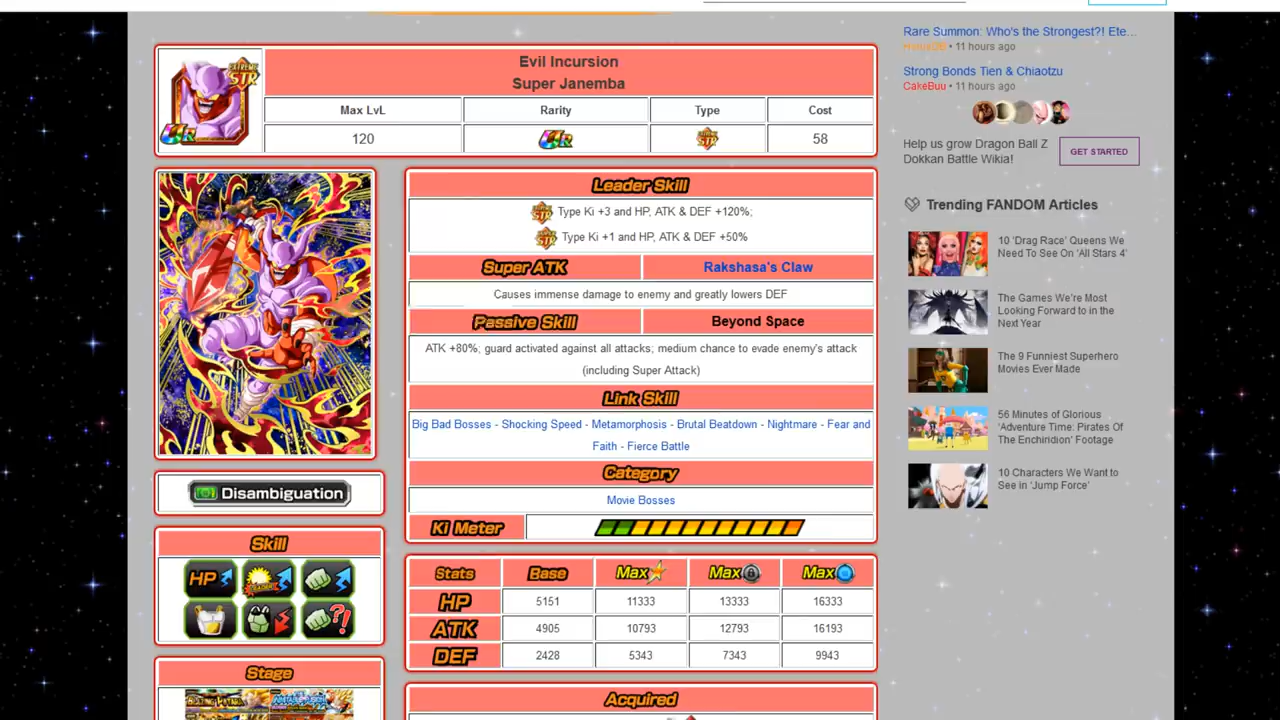 Evil Incursion
Super Janemba
EXTREME
STR
UR
Max LvL
Rarity
Type
Cost
120
UR
58
Leader Skill
Type Ki +3 and HP, ATK & DEF +120%;
Type Ki +1 and HP, ATK & DEF +50%
Super ATK
Rakshasa's Claw
Causes immense damage to enemy and greatly lowers DEF
Passive Skill
Beyond Space
ATK +80%; guard activated against all attacks; medium chance to evade enemy's attack
(including Super Attack)
Link Skill
Big Bad Bosses - Shocking Speed - Metamorphosis - Brutal Beatdown - Nightmare - Fear and
Faith - Fierce Battle
Category
Movie Bosses
Ki Meter
Disambiguation
Skill
HP
Stage
Stats
Base
Max
Max
Max
HP
5151
11333
13333
16333
ATK
4905
10793
12793
16193
DEF
2428
5343
7343
9943
Acquired
Rare Summon: Who's the Strongest?! Ete...
• 11 hours ago
Strong Bonds Tien & Chiaotzu
CakeBuu • 11 hours ago
Help us grow Dragon Ball Z
Dokkan Battle Wikia!
GET STARTED
Trending FANDOM Articles
10 'Drag Race' Queens We
Need To See On 'All Stars 4'
The Games We're Most
Looking Forward to in the
Next Year
The 9 Funniest Superhero
Movies Ever Made
56 Minutes of Glorious
'Adventure Time: Pirates Of
The Enchiridion' Footage
10 Characters We Want to
See in 'Jump Force'